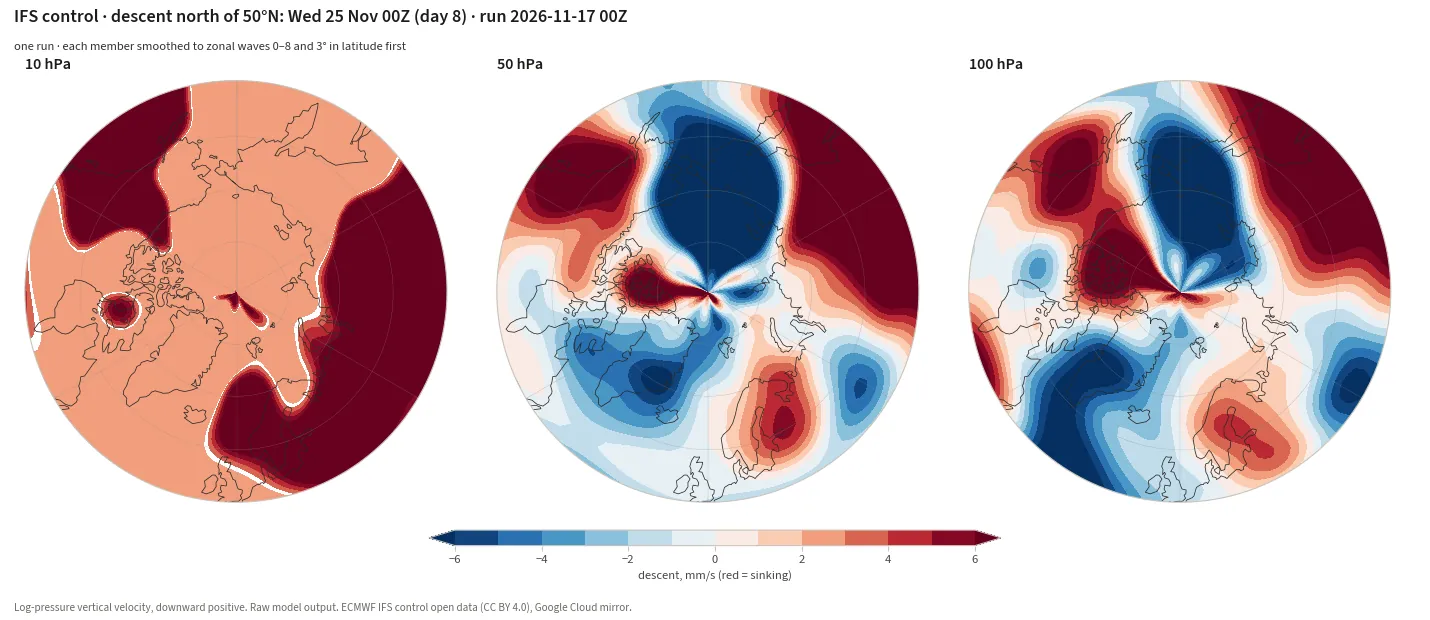 IFS control · descent north of 50°N: Wed 25 Nov 00Z (day 8) · run 2026-11-17 00Z
one run · each member smoothed to zonal waves 0–8 and 3° in latitude first
10 hPa
50 hPa
100 hPa
−6 −4 −2 0 2 4 6
descent, mm/s (red = sinking)
Log-pressure vertical velocity, downward positive. Raw model output. ECMWF IFS control open data (CC BY 4.0), Google Cloud mirror.